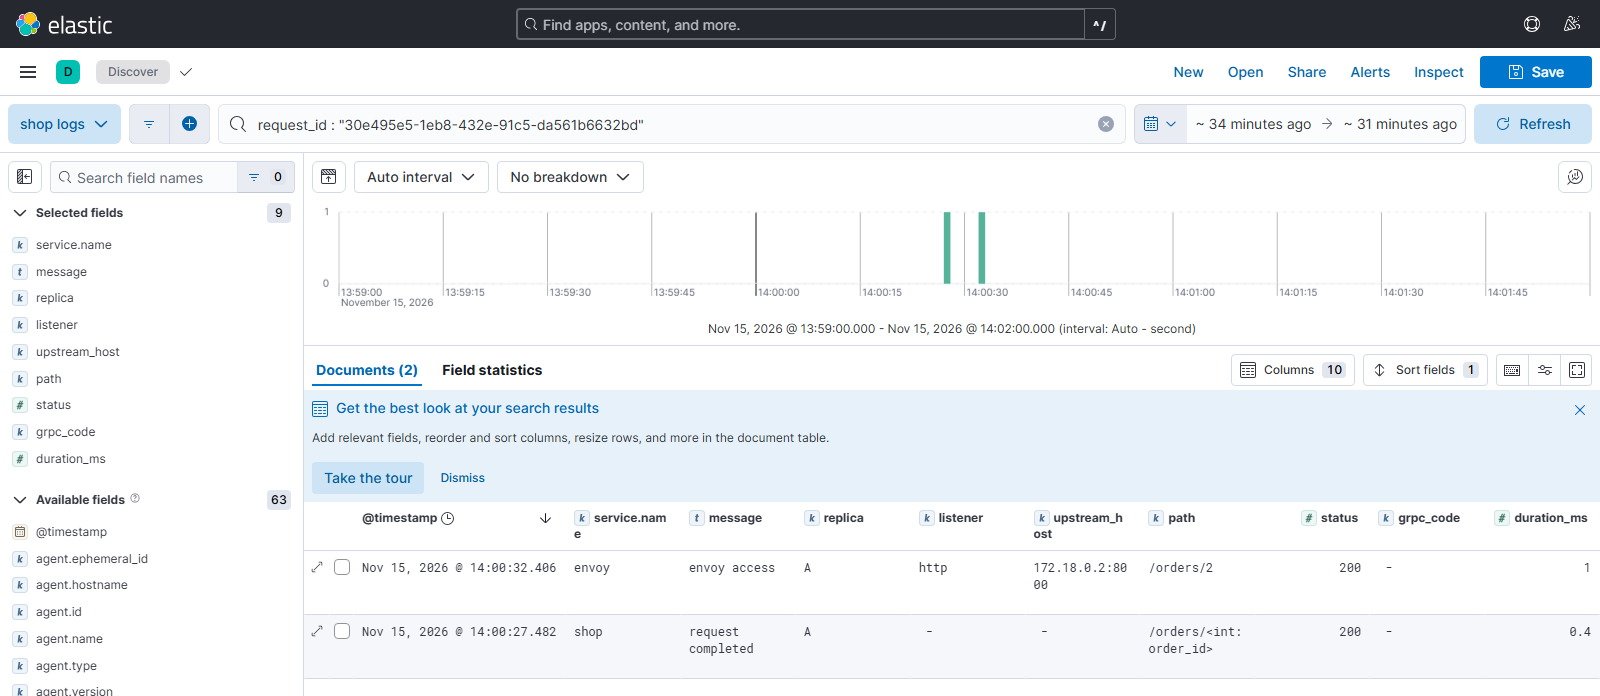 elastic
Find apps, content, and more.
^/
D
Discover
New
Open
Share
Alerts
Inspect
Save
shop logs
request_id : "30e495e5-1eb8-432e-91c5-da561b6632bd"
~ 34 minutes ago → ~ 31 minutes ago
Refresh
Search field names
0
Auto interval
No breakdown
Selected fields
9
k service.name
t message
k replica
k listener
k upstream_host
k path
# status
k grpc_code
# duration_ms
Available fields
63
@timestamp
k agent.ephemeral_id
k agent.hostname
k agent.id
k agent.name
k agent.type
k agent.version
1
0
13:59:00
November 15, 2026
13:59:15
13:59:30
13:59:45
14:00:00
14:00:15
14:00:30
14:00:45
14:01:00
14:01:15
14:01:30
14:01:45
Nov 15, 2026 @ 13:59:00.000 - Nov 15, 2026 @ 14:02:00.000 (interval: Auto - second)
Documents (2)
Field statistics
Columns 10
Sort fields 1
Get the best look at your search results
Add relevant fields, reorder and sort columns, resize rows, and more in the document table.
Take the tour
Dismiss
@timestamp
k service.nam
e
t message
k replica
k listener
k upstream_h
ost
k path
# status
k grpc_code
# duration_ms
Nov 15, 2026 @ 14:00:32.406
envoy
envoy access
A
http
172.18.0.2:80
00
/orders/2
200
-
1
Nov 15, 2026 @ 14:00:27.482
shop
request
completed
A
-
-
/orders/<int:
order_id>
200
-
0.4